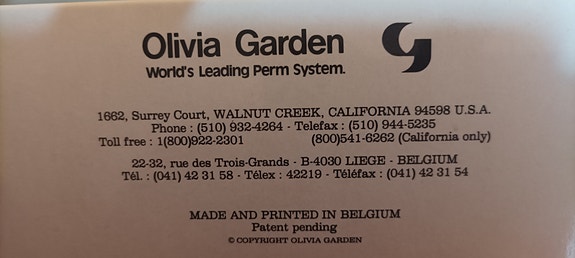 Olivia Garden
World's Leading Perm System.
1662, Surrey Court, WALNUT CREEK, CALIFORNIA 94598 U.S.A.
Phone : (510) 932-4264 - Telefax : (510) 944-5235
Toll free : 1(800)922-2301 (800)541-6262 (California only)
22-32, rue des Trois-Grands - B-4030 LIEGE - BELGIUM
Tél. : (041) 42 31 58 - Télex : 42219 - Téléfax : (041) 42 31 54
MADE AND PRINTED IN BELGIUM
Patent pending
© COPYRIGHT OLIVIA GARDEN